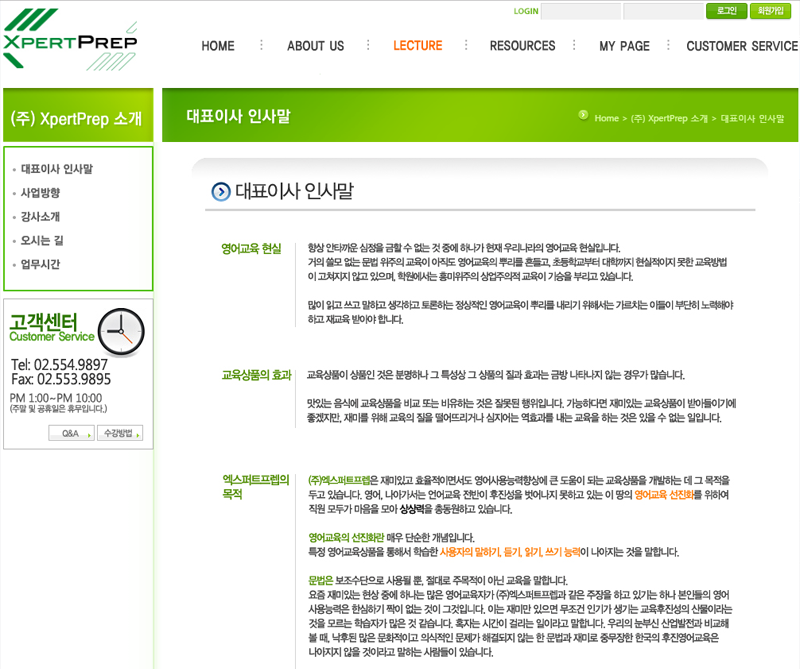 LOGIN 로그인 회원가입
XPERTPREP
HOME ABOUT US LECTURE RESOURCES MY PAGE CUSTOMER SERVICE
(주) XpertPrep 소개
대표이사 인사말
Home > (주) XpertPrep 소개 > 대표이사 인사말
대표이사 인사말
사업방향
강사소개
오시는 길
업무시간
고객센터
Customer Service
Tel: 02.554.9897
Fax: 02.553.9895
PM 1:00~PM 10:00
(주말 및 공휴일은 휴무입니다.)
Q&A 수강방법
대표이사 인사말
영어교육 현실
항상 안타까운 심정을 금할 수 없는 것 중에 하나가 현재 우리나라의 영어교육 현실입니다.
거의 쓸모 없는 문법 위주의 교육이 아직도 영어교육의 뿌리를 흔들고, 초등학교부터 대학까지 현실적이지 못한 교육방법
이 고쳐지지 않고 있으며, 학원에서는 흥미위주의 상업주의적 교육이 기승을 부리고 있습니다.
많이 읽고 쓰고 말하고 생각하고 토론하는 정상적인 영어교육이 뿌리를 내리기 위해서는 가르치는 이들이 부단히 노력해야
하고 재교육 받아야 합니다.
교육상품의 효과
교육상품이 상품인 것은 분명하나 그 특성상 그 상품의 질과 효과는 금방 나타나지 않는 경우가 많습니다.
맛있는 음식에 교육상품을 비교 또는 비유하는 것은 잘못된 행위입니다. 가능하다면 재미있는 교육상품이 받아들이기에
좋겠지만, 재미를 위해 교육의 질을 떨어뜨리거나 심지어는 역효과를 내는 교육을 하는 것은 있을 수 없는 일입니다.
엑스퍼트프렙의
목적
(주)엑스퍼트프렙은 재미있고 효율적이면서도 영어사용능력향상에 큰 도움이 되는 교육상품을 개발하는 데 그 목적을
두고 있습니다. 영어, 나아가서는 언어교육 전반이 후진성을 벗어나지 못하고 있는 이 땅의 영어교육 선진화를 위하여
직원 모두가 마음을 모아 상상력을 총동원하고 있습니다.
영어교육의 선진화란 매우 단순한 개념입니다.
특정 영어교육상품을 통해서 학습한 사용자의 말하기, 듣기, 읽기, 쓰기 능력이 나아지는 것을 말합니다.
문법은 보조수단으로 사용될 뿐, 절대로 주목적이 아닌 교육을 말합니다.
요즘 재미있는 현상 중에 하나는 많은 영어교육자가 (주)엑스퍼트프렙과 같은 주장을 하고 있기는 하나 본인들의 영어
사용능력은 한심하기 짝이 없는 것이 그것입니다. 이는 재미만 있으면 무조건 인기가 생기는 교육후진성의 산물이라는
것을 모르는 학습자가 많은 것 같습니다. 혹자는 시간이 걸리는 일이라고 말합니다. 우리의 눈부신 산업발전과 비교해
볼 때, 낙후된 많은 문화적이고 의식적인 문제가 해결되지 않는 한 문법과 재미로 중무장한 한국의 후진영어교육은
나아지지 않을 것이라고 말하는 사람들이 있습니다.